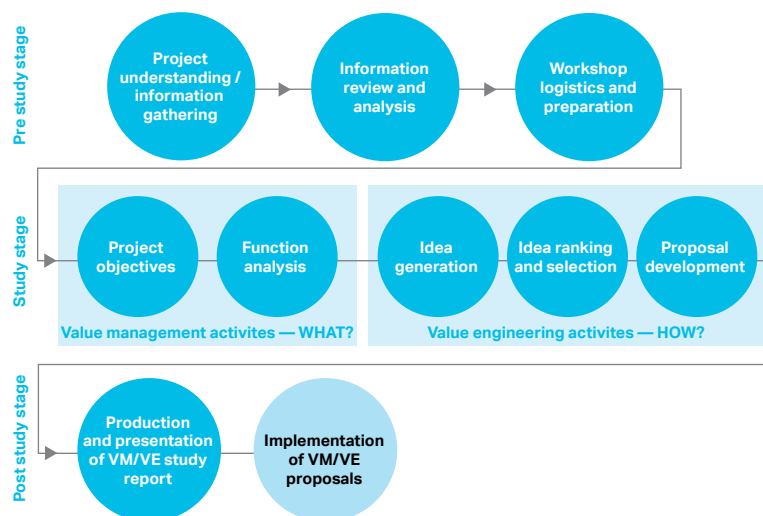 Pre study stage
Project
understanding /
information
gathering
Information
review and
analysis
Workshop
logistics and
preparation
Study stage
Project
objectives
Function
analysis
Value management activites — WHAT?
Idea
generation
Idea ranking
and selection
Proposal
development
Value engineering activites — HOW?
Post study stage
Production
and presentation
of VM/VE study
report
Implementation
of VM/VE
proposals